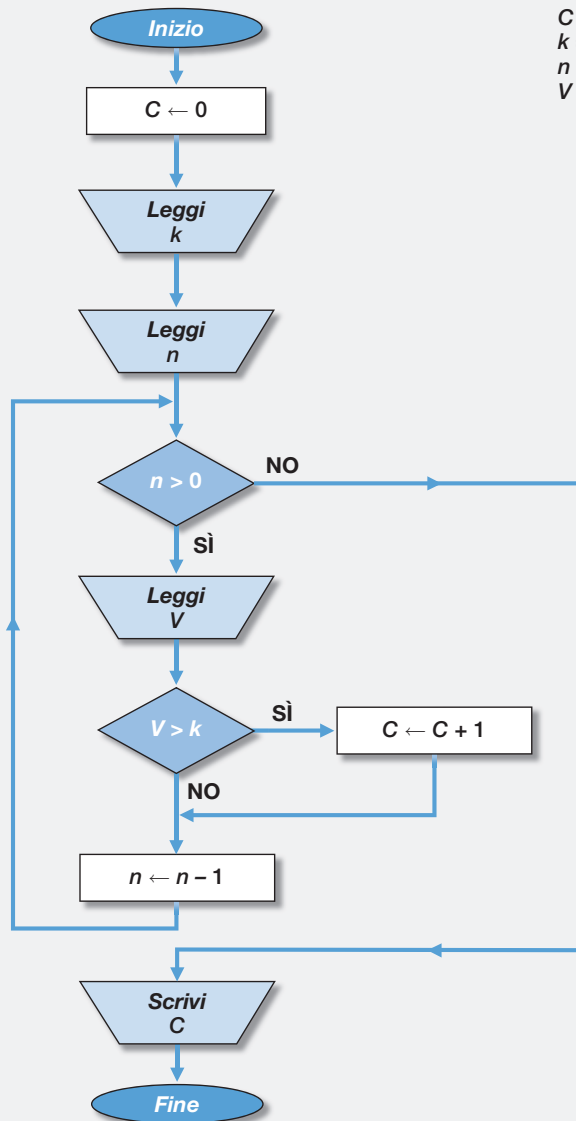 Inizio
C ← 0
Leggi
k
Leggi
n
n > 0
NO
SÌ
Leggi
V
V > k
SÌ
C ← C + 1
NO
n ← n – 1
Scrivi
C
Fine
C
k
n
V